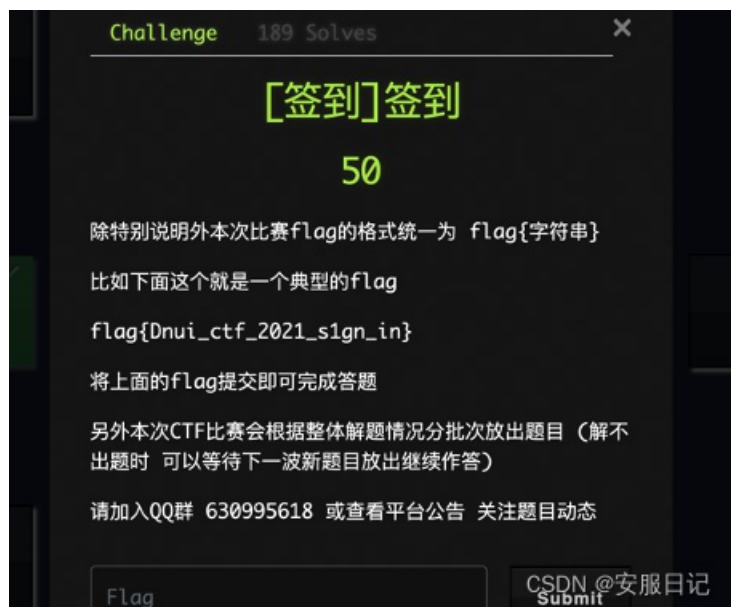 Challenge 189 Solves ×
[签到]签到
50
除特别说明外本次比赛flag的格式统一为 flag{字符串}
比如下面这个就是一个典型的flag
flag{Dnui_ctf_2021_s1gn_in}
将上面的flag提交即可完成答题
另外本次CTF比赛会根据整体解题情况分批次放出题目 (解不
出题时 可以等待下一波新题目放出继续作答)
请加入QQ群 630995618 或查看平台公告 关注题目动态
Flag
Submit
CSDN @安服日记